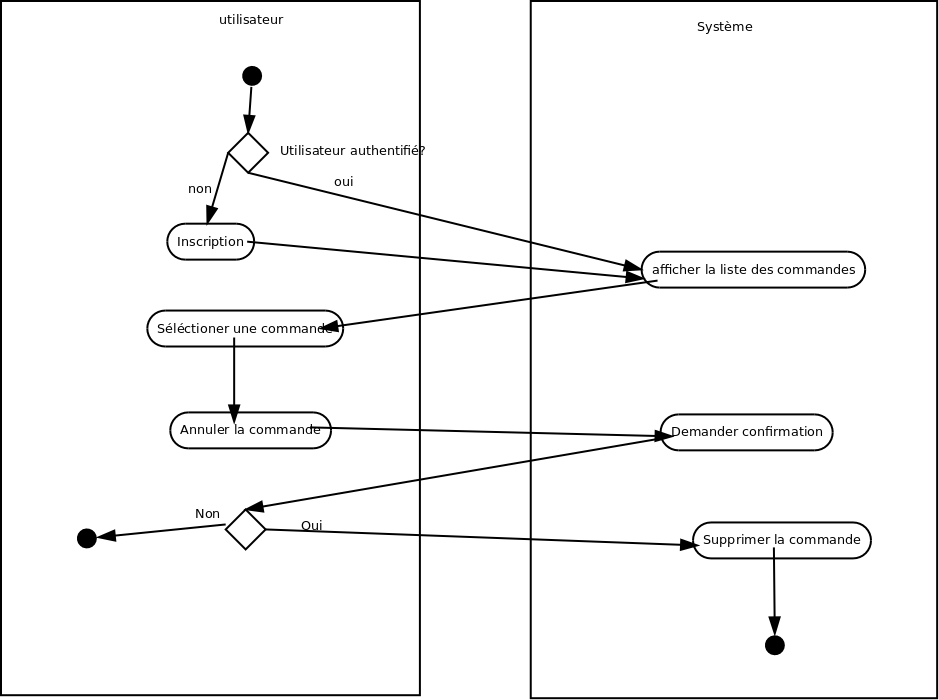 utilisateur
Système
Utilisateur authentifié?
oui
non
Inscription
afficher la liste des commandes
Séléctioner une commande
Annuler la commande
Demander confirmation
Non
Oui
Supprimer la commande